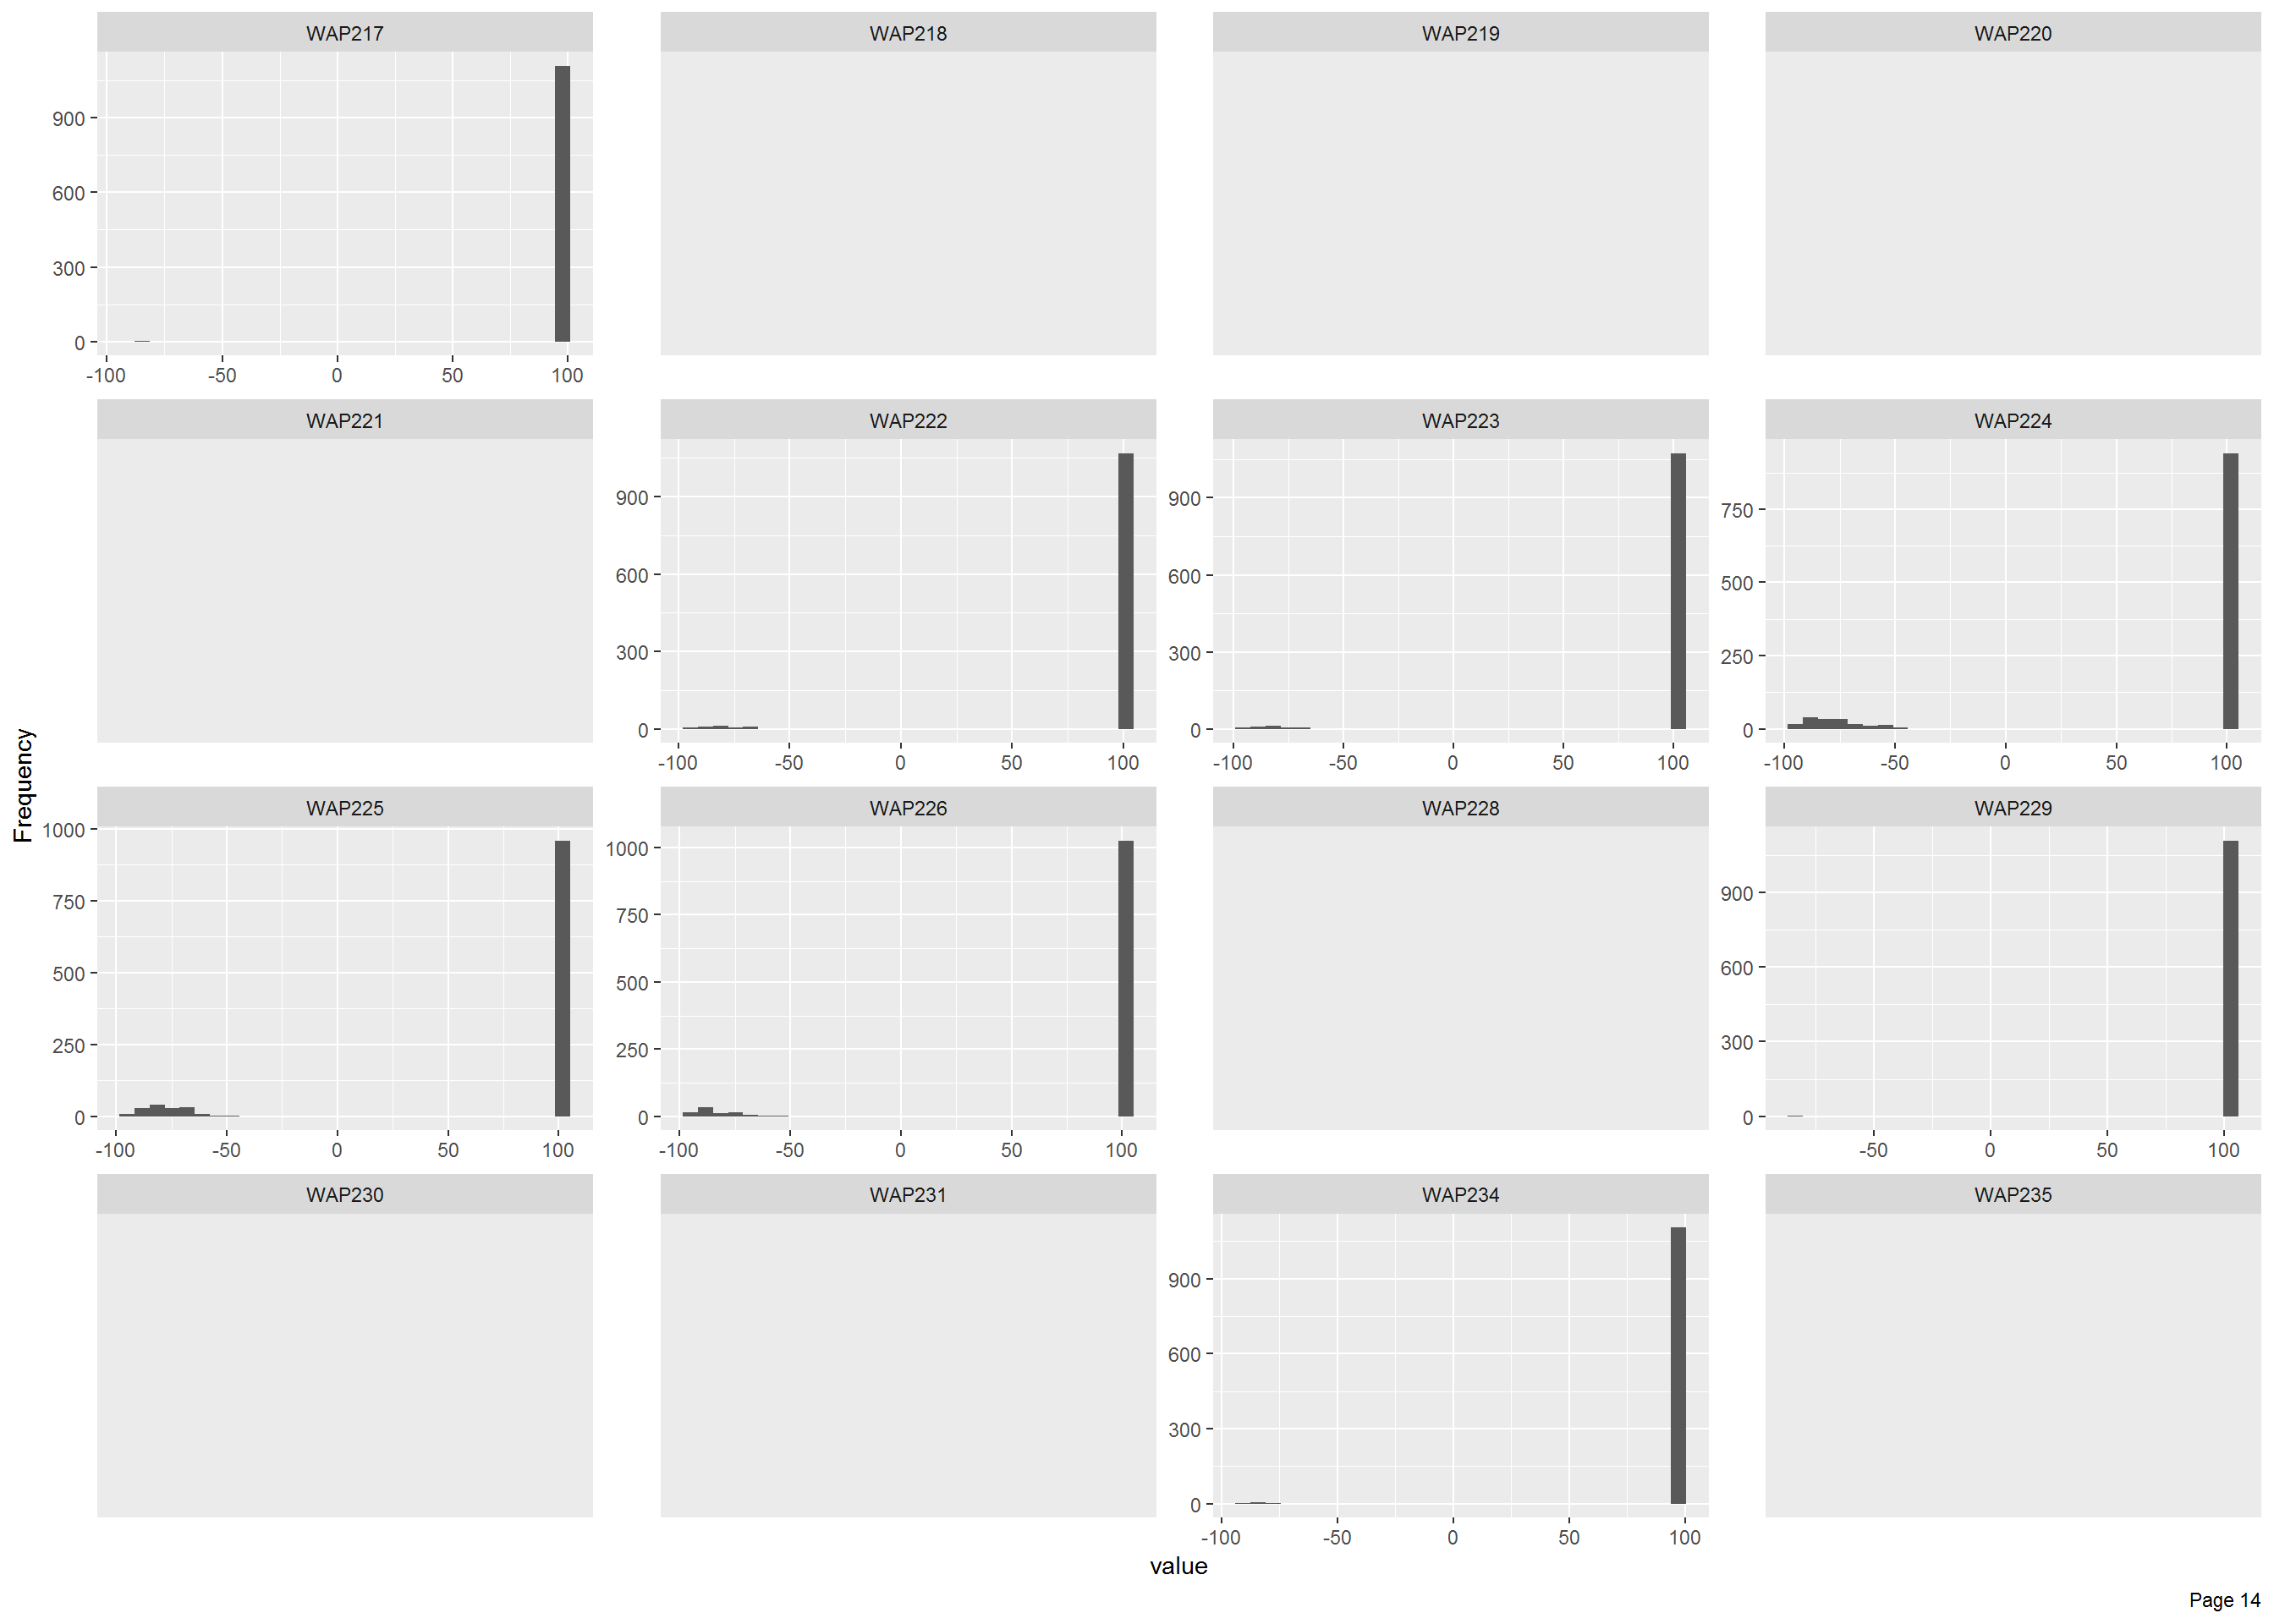 WAP217 WAP218 WAP219 WAP220
900
600
300
0
-100 -50 0 50 100
WAP221 WAP222 WAP223 WAP224
900 900 750
600 600 500
300 300 250
0 0 0
-100 -50 0 50 100 -100 -50 0 50 100 -100 -50 0 50 100
Frequency
WAP225 WAP226 WAP228 WAP229
1000 1000 900
750 750 600
500 500 300
250 250 0
0 0
-100 -50 0 50 100 -100 -50 0 50 100 -50 0 50 100
WAP230 WAP231 WAP234 WAP235
900
600
300
0
-100 -50 0 50 100
value
Page 14